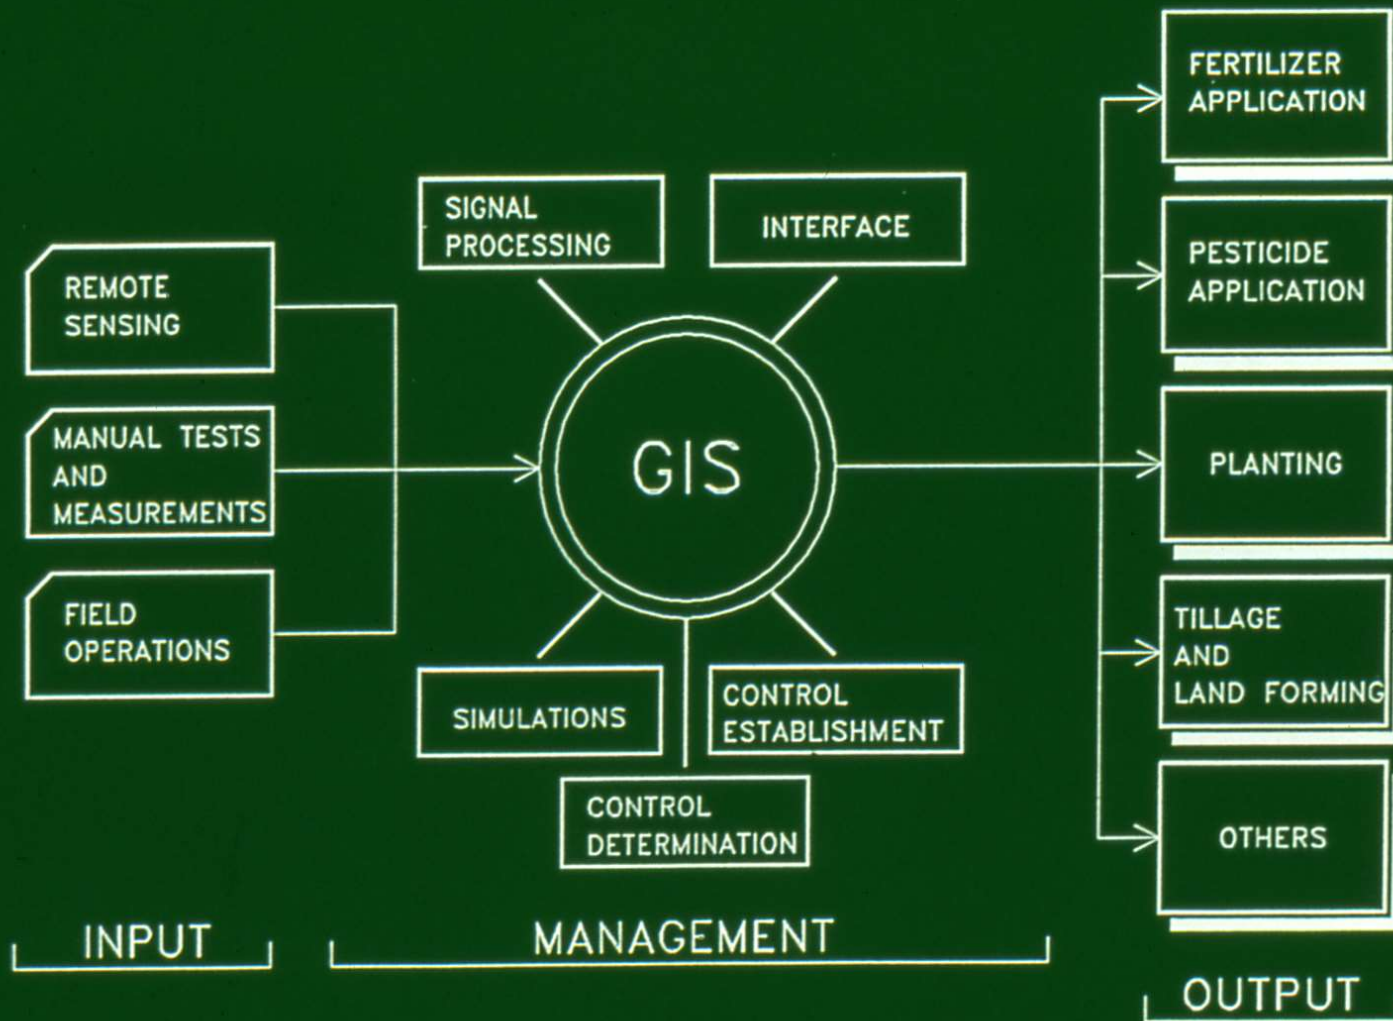 REMOTE
SENSING
MANUAL TESTS
AND
MEASUREMENTS
FIELD
OPERATIONS
INPUT
SIGNAL
PROCESSING
INTERFACE
GIS
SIMULATIONS
CONTROL
ESTABLISHMENT
CONTROL
DETERMINATION
MANAGEMENT
FERTILIZER
APPLICATION
PESTICIDE
APPLICATION
PLANTING
TILLAGE
AND
LAND FORMING
OTHERS
OUTPUT